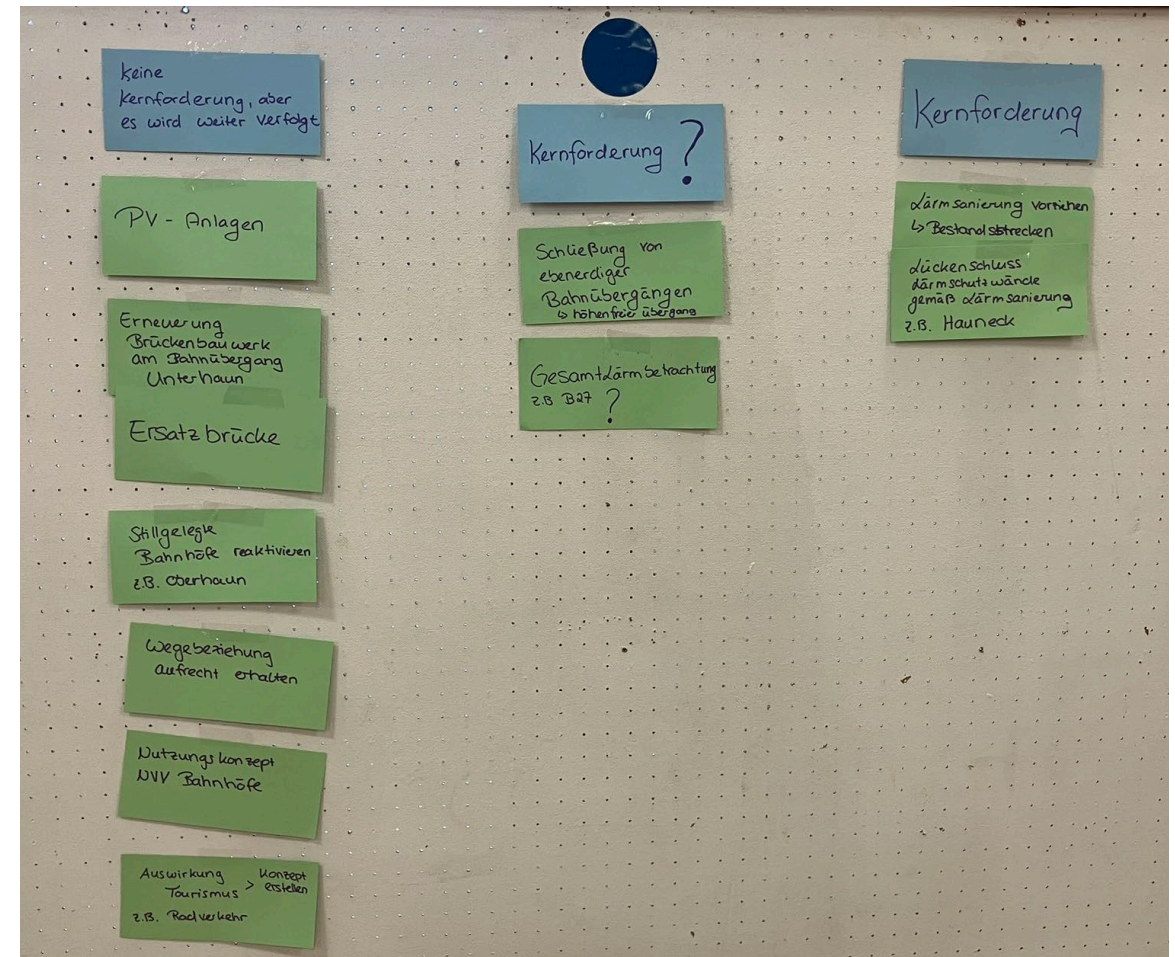 keine
Kernforderung, aber
es wird weiter verfolgt
PV - Anlagen
Erneuerung
Brückenbauwerk
am Bahnübergang
Unterhaun
Ersatzbrücke
Stillgelegte
Bahnhöfe reaktivieren
z.B. Oberhaun
Wegebeziehung
aufrecht erhalten
Nutzungskonzept
NVV Bahnhöfe
Auswirkung
Tourismus > Konzept
erstellen
z.B. Radverkehr
Kernforderung ?
Schließung von
ebenerdiger
Bahnübergängen
↳ höhenfreier übergang
Gesamtlärmbetrachtung
z.B B27 ?
Kernforderung
Lärmsanierung vorziehen
↳ Bestandsstrecken
Lückenschluss
Lärmschutzwände
gemäß Lärmsanierung
z.B. Hauneck